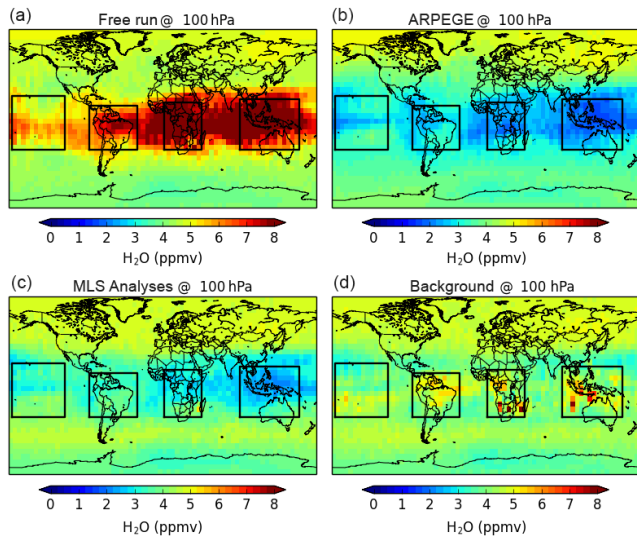 (a) Free run @ 100 hPa
(b) ARPEGE @ 100 hPa
0 1 2 3 4 5 6 7 8
H₂O (ppmv)
0 1 2 3 4 5 6 7 8
H₂O (ppmv)
(c) MLS Analyses @ 100 hPa
(d) Background @ 100 hPa
0 1 2 3 4 5 6 7 8
H₂O (ppmv)
0 1 2 3 4 5 6 7 8
H₂O (ppmv)